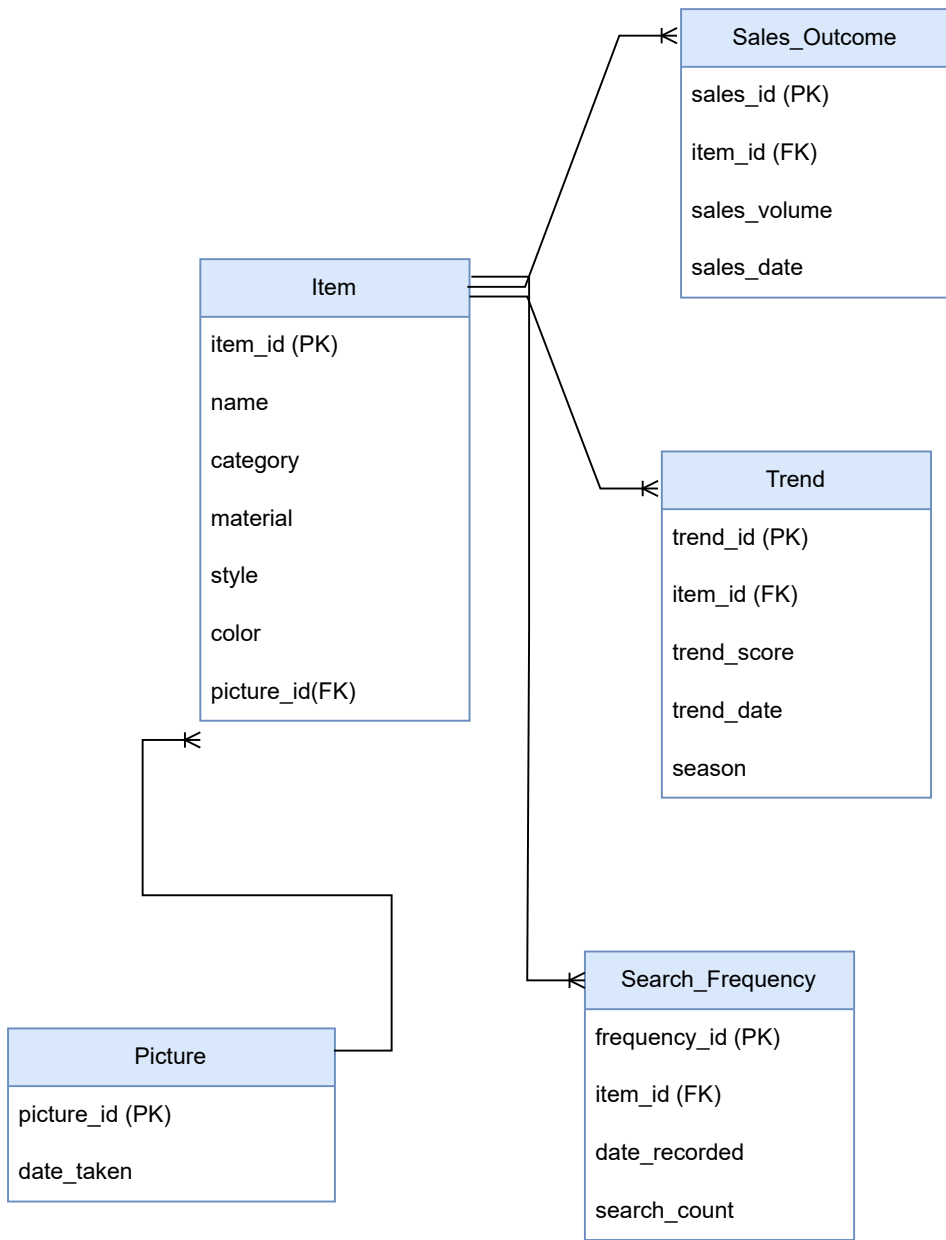 Sales_Outcome
sales_id (PK)
item_id (FK)
sales_volume
sales_date
Item
item_id (PK)
name
category
material
style
color
picture_id(FK)
Trend
trend_id (PK)
item_id (FK)
trend_score
trend_date
season
Search_Frequency
frequency_id (PK)
item_id (FK)
date_recorded
search_count
Picture
picture_id (PK)
date_taken